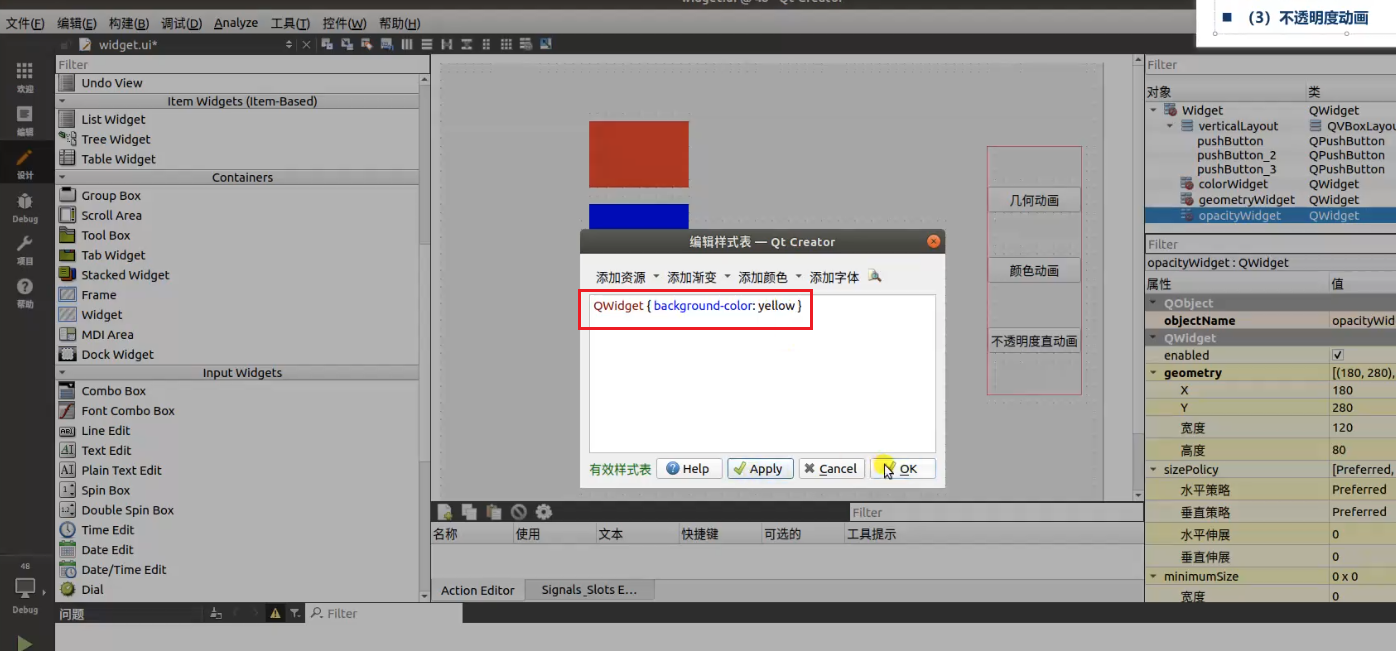 widget.ui* @ 48 - Qt Creator
(3) 不透明度动画
文件(F) 编辑(E) 构建(B) 调试(D) Analyze 工具(T) 控件(W) 帮助(H)
widget.ui*
Filter
Undo View
Item Widgets (Item-Based)
List Widget
Tree Widget
Table Widget
Containers
Group Box
Scroll Area
Tool Box
Tab Widget
Stacked Widget
Frame
Widget
MDI Area
Dock Widget
Input Widgets
Combo Box
Font Combo Box
Line Edit
Text Edit
Plain Text Edit
Spin Box
Double Spin Box
Time Edit
Date Edit
Date/Time Edit
Dial
欢迎
编辑
设计
Debug
项目
帮助
48
Debug
几何动画
颜色动画
不透明度直动画
编辑样式表 — Qt Creator
添加资源 添加渐变 添加颜色 添加字体
QWidget { background-color: yellow }
有效样式表 Help Apply Cancel OK
Filter
名称 使用 文本 快捷键 可选的 工具提示
Action Editor Signals_Slots E...
问题 Filter
Filter
对象 类
Widget QWidget
verticalLayout QVBoxLayou
pushButton QPushButton
pushButton_2 QPushButton
pushButton_3 QPushButton
colorWidget QWidget
geometryWidget QWidget
opacityWidget QWidget
Filter
opacityWidget : QWidget
属性 值
QObject
objectName opacityWid
QWidget
enabled
geometry [(180, 280),
X 180
Y 280
宽度 120
高度 80
sizePolicy [Preferred,
水平策略 Preferred
垂直策略 Preferred
水平伸展 0
垂直伸展 0
minimumSize 0 x 0
宽度 0